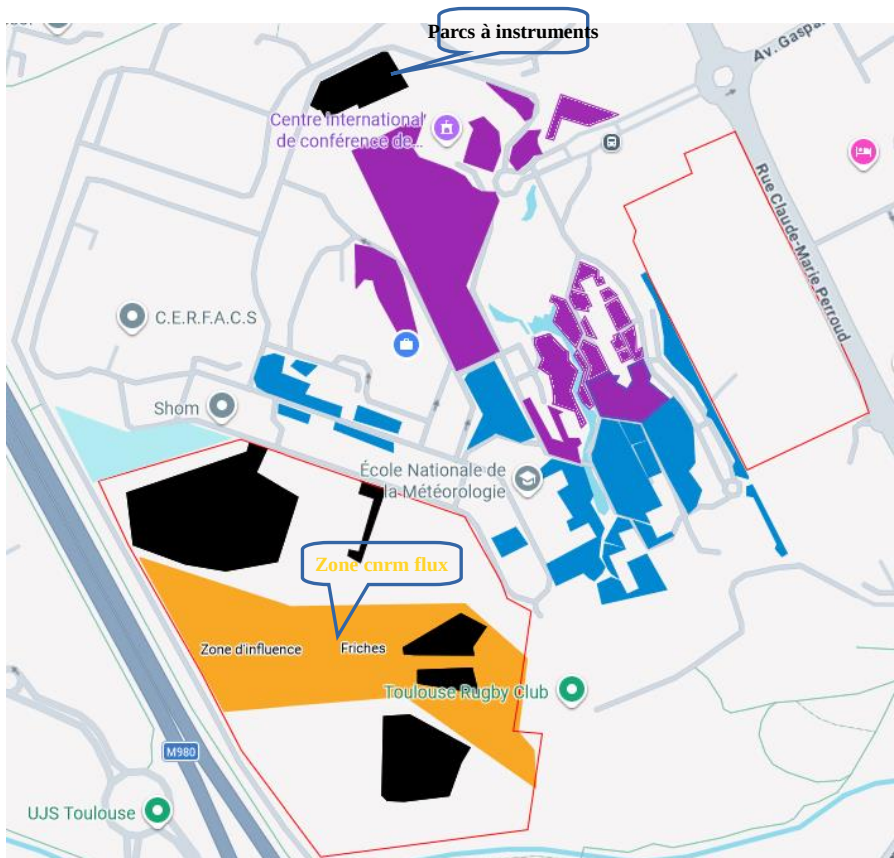 Parcs à instruments
Av. Gaspar
Centre International
de conférence de...
Rue Claude-Marie Perroud
C.E.R.F.A.C.S
Shom
École Nationale de
la Météorologie
Zone cnrm flux
Zone d'influence
Friches
Toulouse Rugby Club
M980
UJS Toulouse